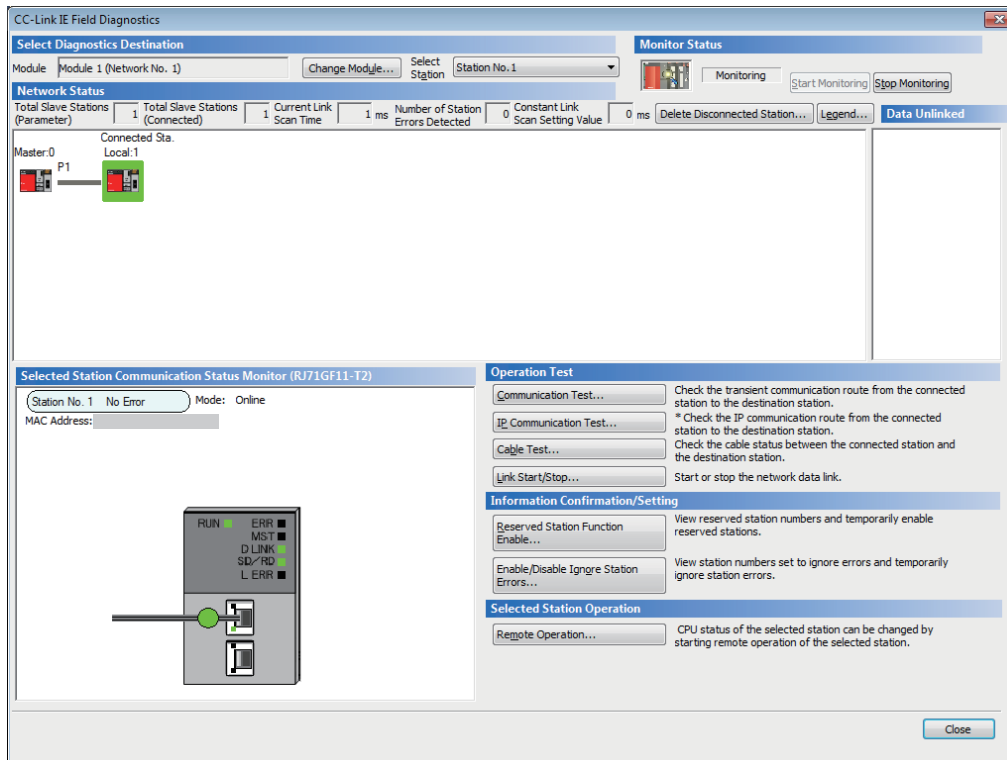 CC-Link IE Field Diagnostics
Select Diagnostics Destination
Monitor Status
Module Module 1 (Network No. 1) Change Module... Select Station Station No.1
Monitoring Start Monitoring Stop Monitoring
Network Status
Total Slave Stations (Parameter) 1 Total Slave Stations (Connected) 1 Current Link Scan Time 1 ms Number of Station Errors Detected 0 Constant Link Scan Setting Value 0 ms Delete Disconnected Station... Legend... Data Unlinked
Connected Sta.
Master:0 Local:1
P1
Selected Station Communication Status Monitor (RJ71GF11-T2)
Station No. 1 No Error Mode: Online
MAC Address:
RUN ERR
MST
D LINK
SD/RD
L ERR
Operation Test
Communication Test... Check the transient communication route from the connected
station to the destination station.
IP Communication Test... * Check the IP communication route from the connected
station to the destination station.
Cable Test... Check the cable status between the connected station and
the destination station.
Link Start/Stop... Start or stop the network data link.
Information Confirmation/Setting
Reserved Station Function
Enable...
View reserved station numbers and temporarily enable
reserved stations.
Enable/Disable Ignore Station
Errors...
View station numbers set to ignore errors and temporarily
ignore station errors.
Selected Station Operation
Remote Operation... CPU status of the selected station can be changed by
starting remote operation of the selected station.
Close